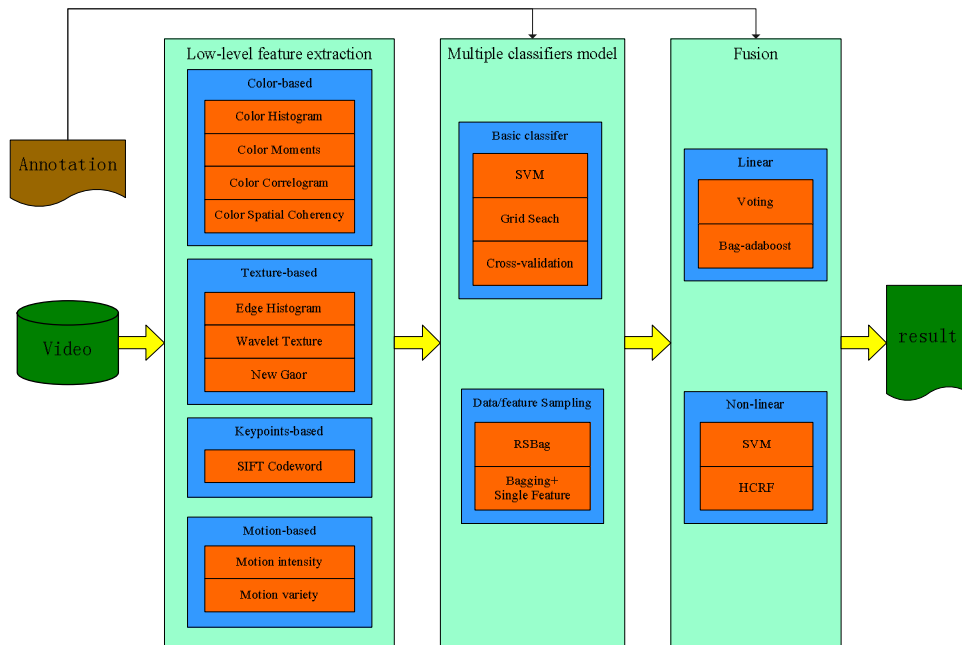 Annotation
Video
Low-level feature extraction
Color-based
Color Histogram
Color Moments
Color Correlogram
Color Spatial Coherency
Texture-based
Edge Histogram
Wavelet Texture
New Gaor
Keypoints-based
SIFT Codeword
Motion-based
Motion intensity
Motion variety
Multiple classifiers model
Basic classifer
SVM
Grid Seach
Cross-validation
Data/feature Sampling
RSBag
Bagging+
Single Feature
Fusion
Linear
Voting
Bag-adaboost
Non-linear
SVM
HCRF
result